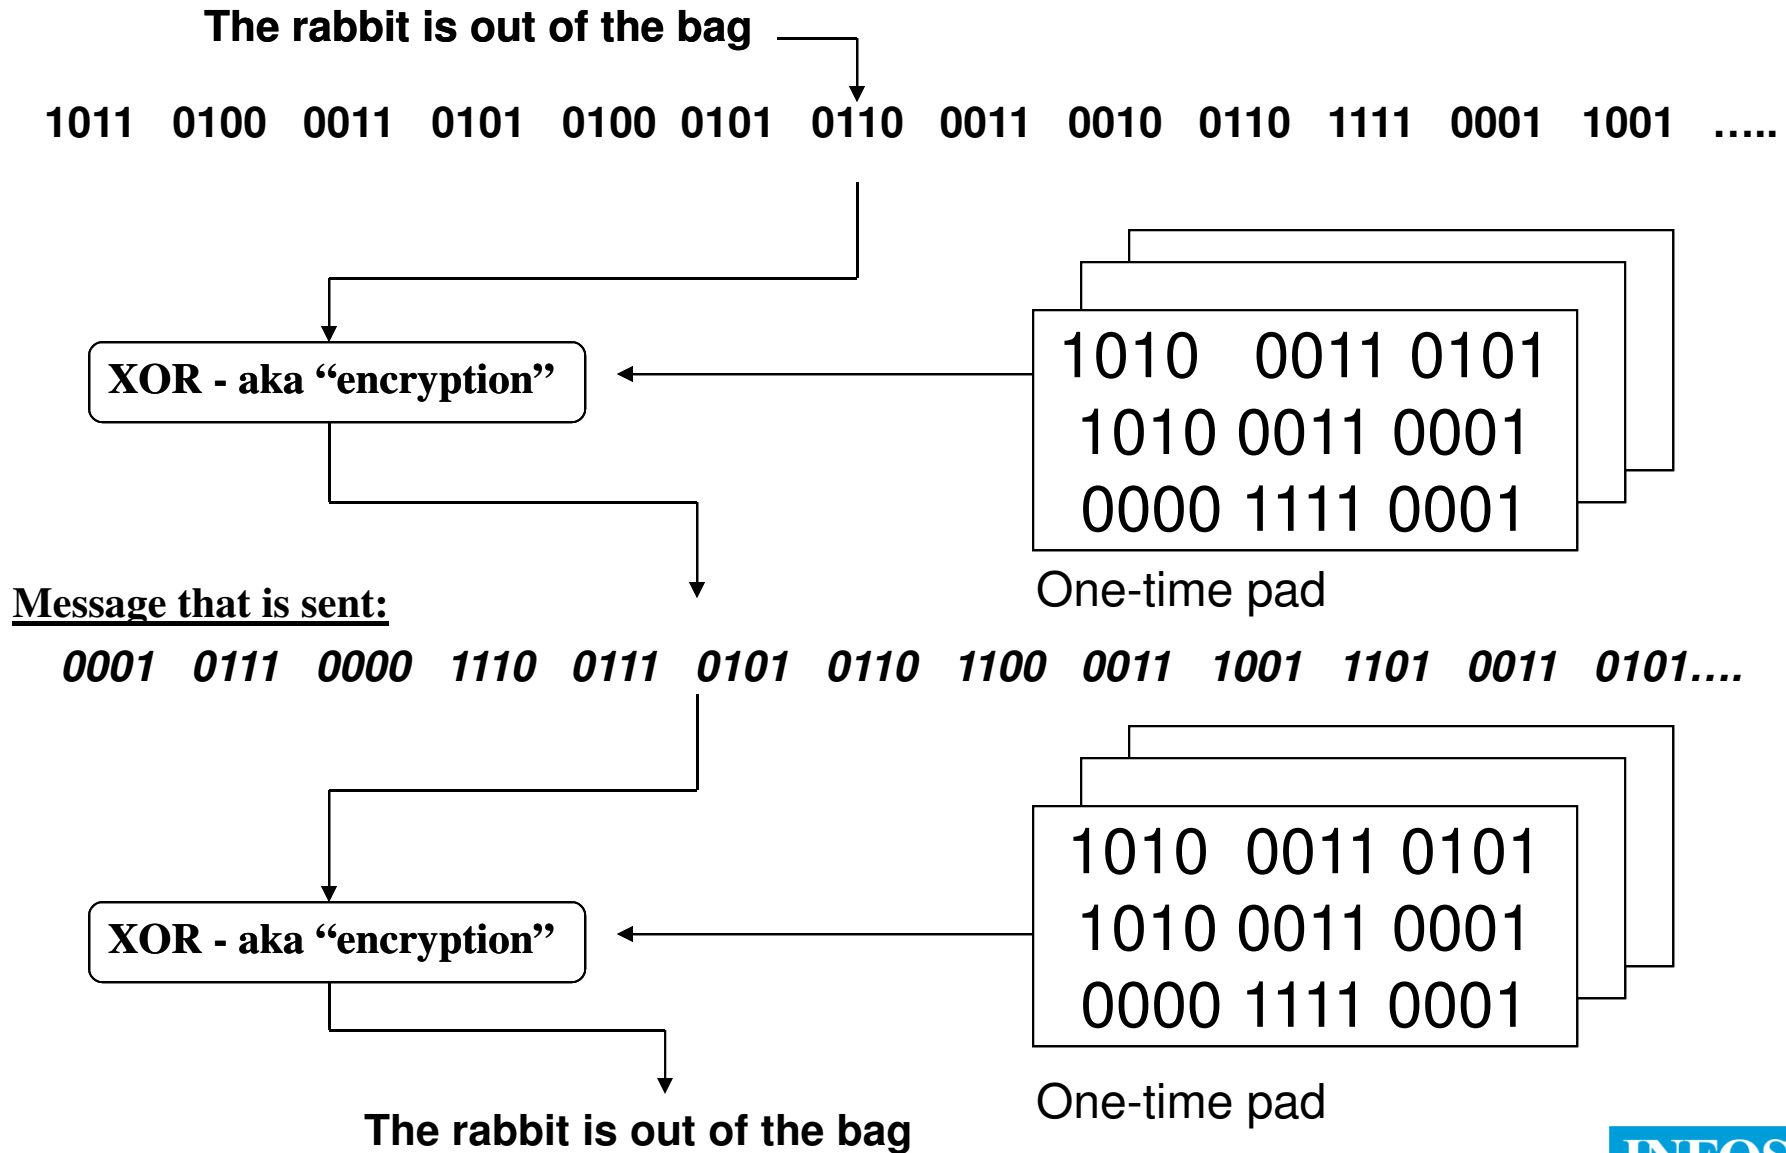 The rabbit is out of the bag
1011 0100 0011 0101 0100 0101 0110 0011 0010 0110 1111 0001 1001 .....
XOR - aka “encryption”
1010 0011 0101
1010 0011 0001
0000 1111 0001
One-time pad
Message that is sent:
0001 0111 0000 1110 0111 0101 0110 1100 0011 1001 1101 0011 0101....
XOR - aka “encryption”
1010 0011 0101
1010 0011 0001
0000 1111 0001
One-time pad
The rabbit is out of the bag